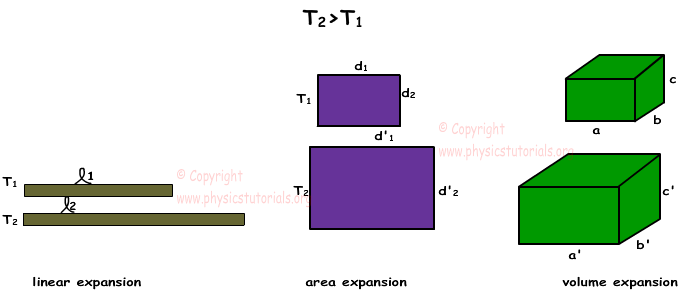 T2>T1
d1
T1
d2
d'1
T2
d'2
c
b
a
c'
b'
a'
© Copyright
www.physicstutorials.org
© Copyright
www.physicstutorials.org
T1
ℓ1
T2
ℓ2
linear expansion
area expansion
volume expansion